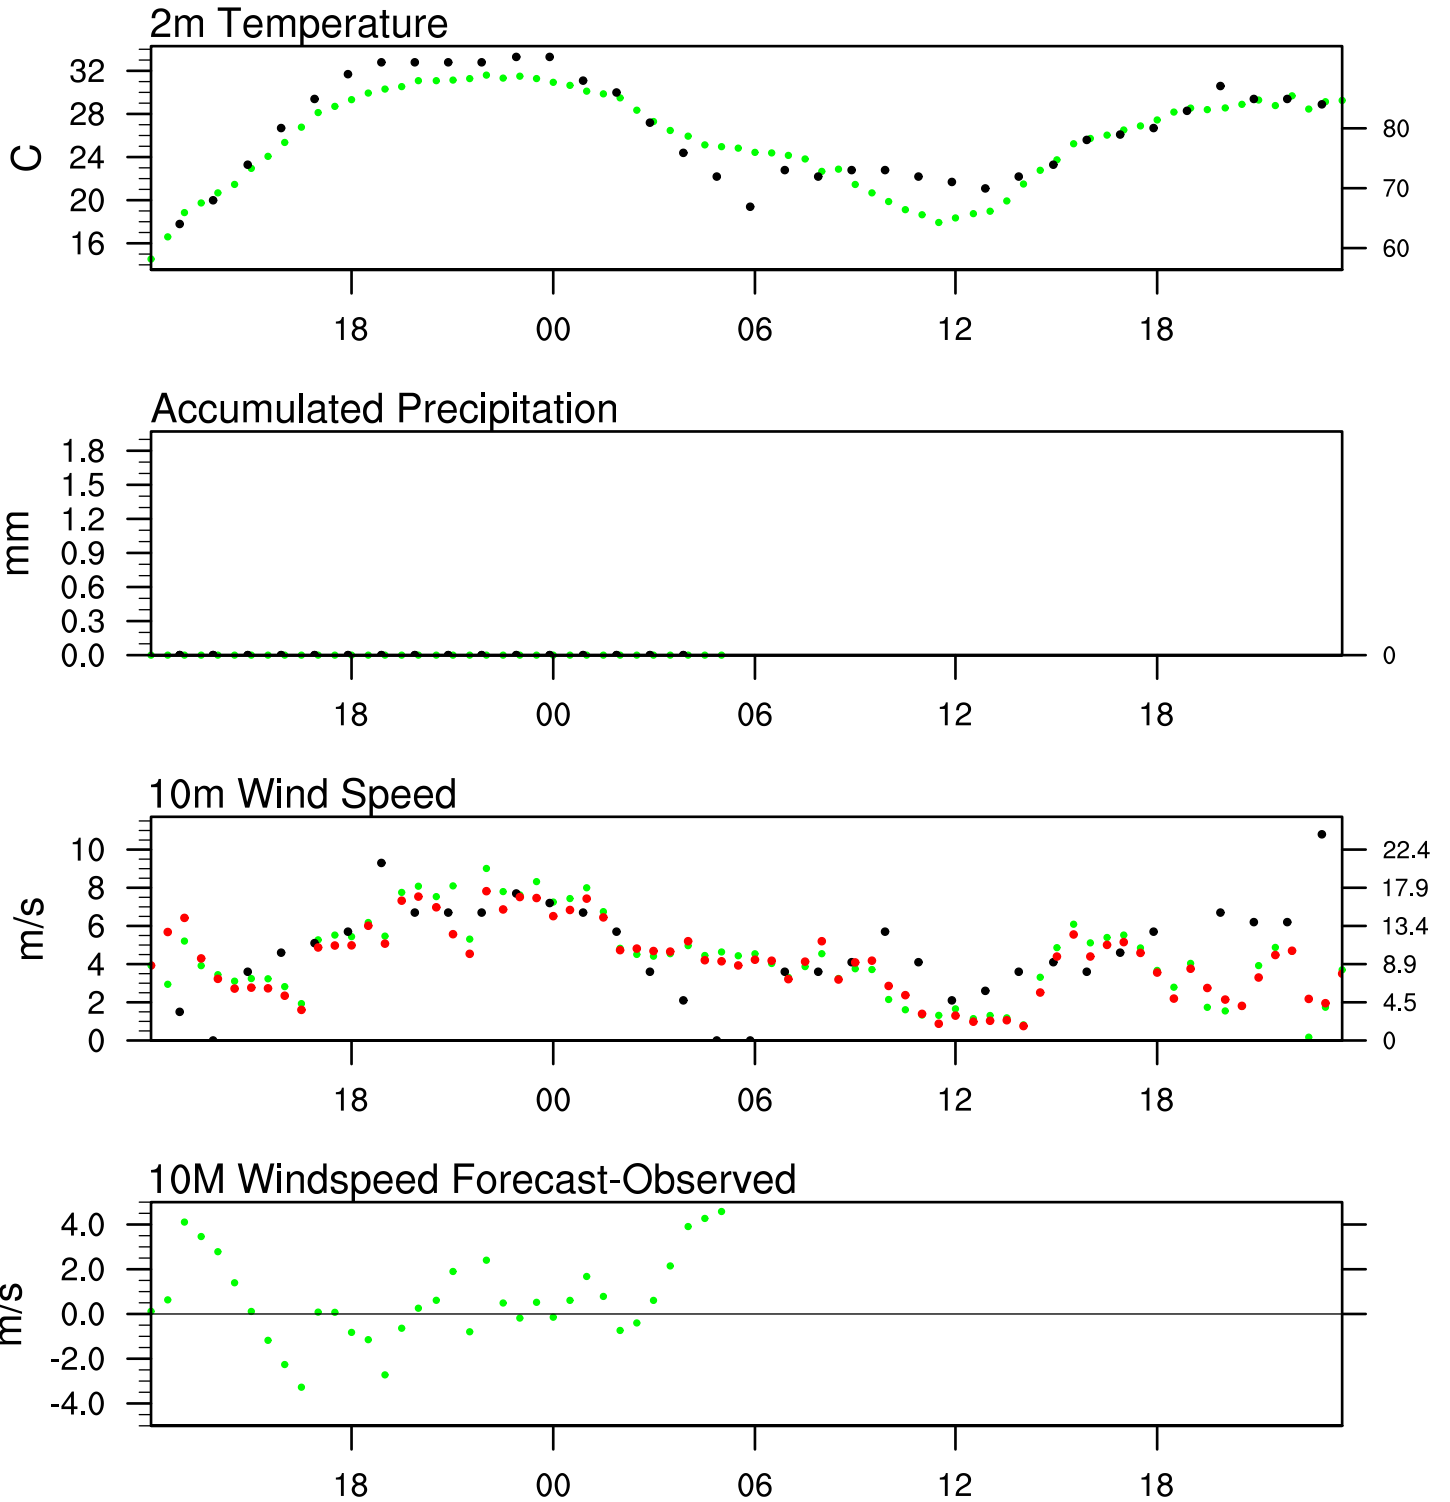 2m Temperature
32
28
24
20
16
C
80
70
60
18 00 06 12 18
Accumulated Precipitation
1.8
1.5
1.2
0.9
0.6
0.3
0.0
mm
0
18 00 06 12 18
10m Wind Speed
10
8
6
4
2
0
m/s
22.4
17.9
13.4
8.9
4.5
0
18 00 06 12 18
10M Windspeed Forecast-Observed
4.0
2.0
0.0
-2.0
-4.0
m/s
18 00 06 12 18